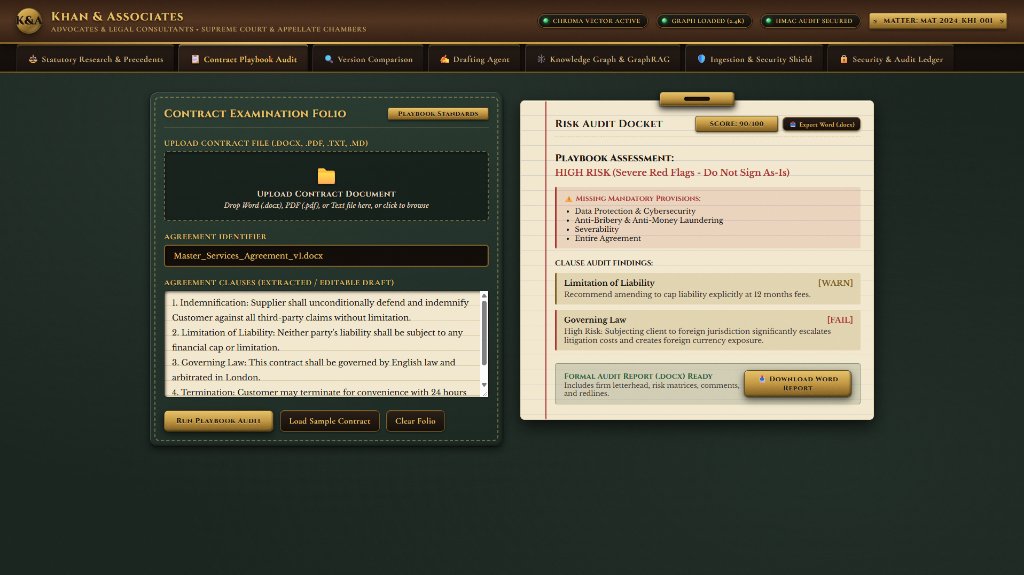 K&A
KHAN & ASSOCIATES
ADVOCATES & LEGAL CONSULTANTS • SUPREME COURT & APPELLATE CHAMBERS
CHROMA VECTOR ACTIVE
GRAPH LOADED (2.4K)
HMAC AUDIT SECURED
MATTER: MAT-2024-KHI-001
Statutory Research & Precedents
Contract Playbook Audit
Version Comparison
Drafting Agent
Knowledge Graph & GraphRAG
Ingestion & Security Shield
Security & Audit Ledger
CONTRACT EXAMINATION FOLIO
PLAYBOOK STANDARDS
UPLOAD CONTRACT FILE (.DOCX, .PDF, .TXT, .MD)
UPLOAD CONTRACT DOCUMENT
Drop Word (.docx), PDF (.pdf), or Text file here, or click to browse
AGREEMENT IDENTIFIER
Master_Services_Agreement_v1.docx
AGREEMENT CLAUSES (EXTRACTED / EDITABLE DRAFT)
1. Indemnification: Supplier shall unconditionally defend and indemnify
Customer against all third-party claims without limitation.
2. Limitation of Liability: Neither party's liability shall be subject to any
financial cap or limitation.
3. Governing Law: This contract shall be governed by English law and
arbitrated in London.
4. Termination: Customer may terminate for convenience with 24 hours
RUN PLAYBOOK AUDIT
Load Sample Contract
Clear Folio
RISK AUDIT DOCKET
SCORE: 90/100
Export Word (.docx)
PLAYBOOK ASSESSMENT:
HIGH RISK (Severe Red Flags - Do Not Sign As-Is)
MISSING MANDATORY PROVISIONS:
• Data Protection & Cybersecurity
• Anti-Bribery & Anti-Money Laundering
• Severability
• Entire Agreement
CLAUSE AUDIT FINDINGS:
Limitation of Liability [WARN]
Recommend amending to cap liability explicitly at 12 months fees.
Governing Law [FAIL]
High Risk: Subjecting client to foreign jurisdiction significantly escalates
litigation costs and creates foreign currency exposure.
FORMAL AUDIT REPORT (.DOCX) READY
Includes firm letterhead, risk matrices, comments,
and redlines.
DOWNLOAD WORD
REPORT